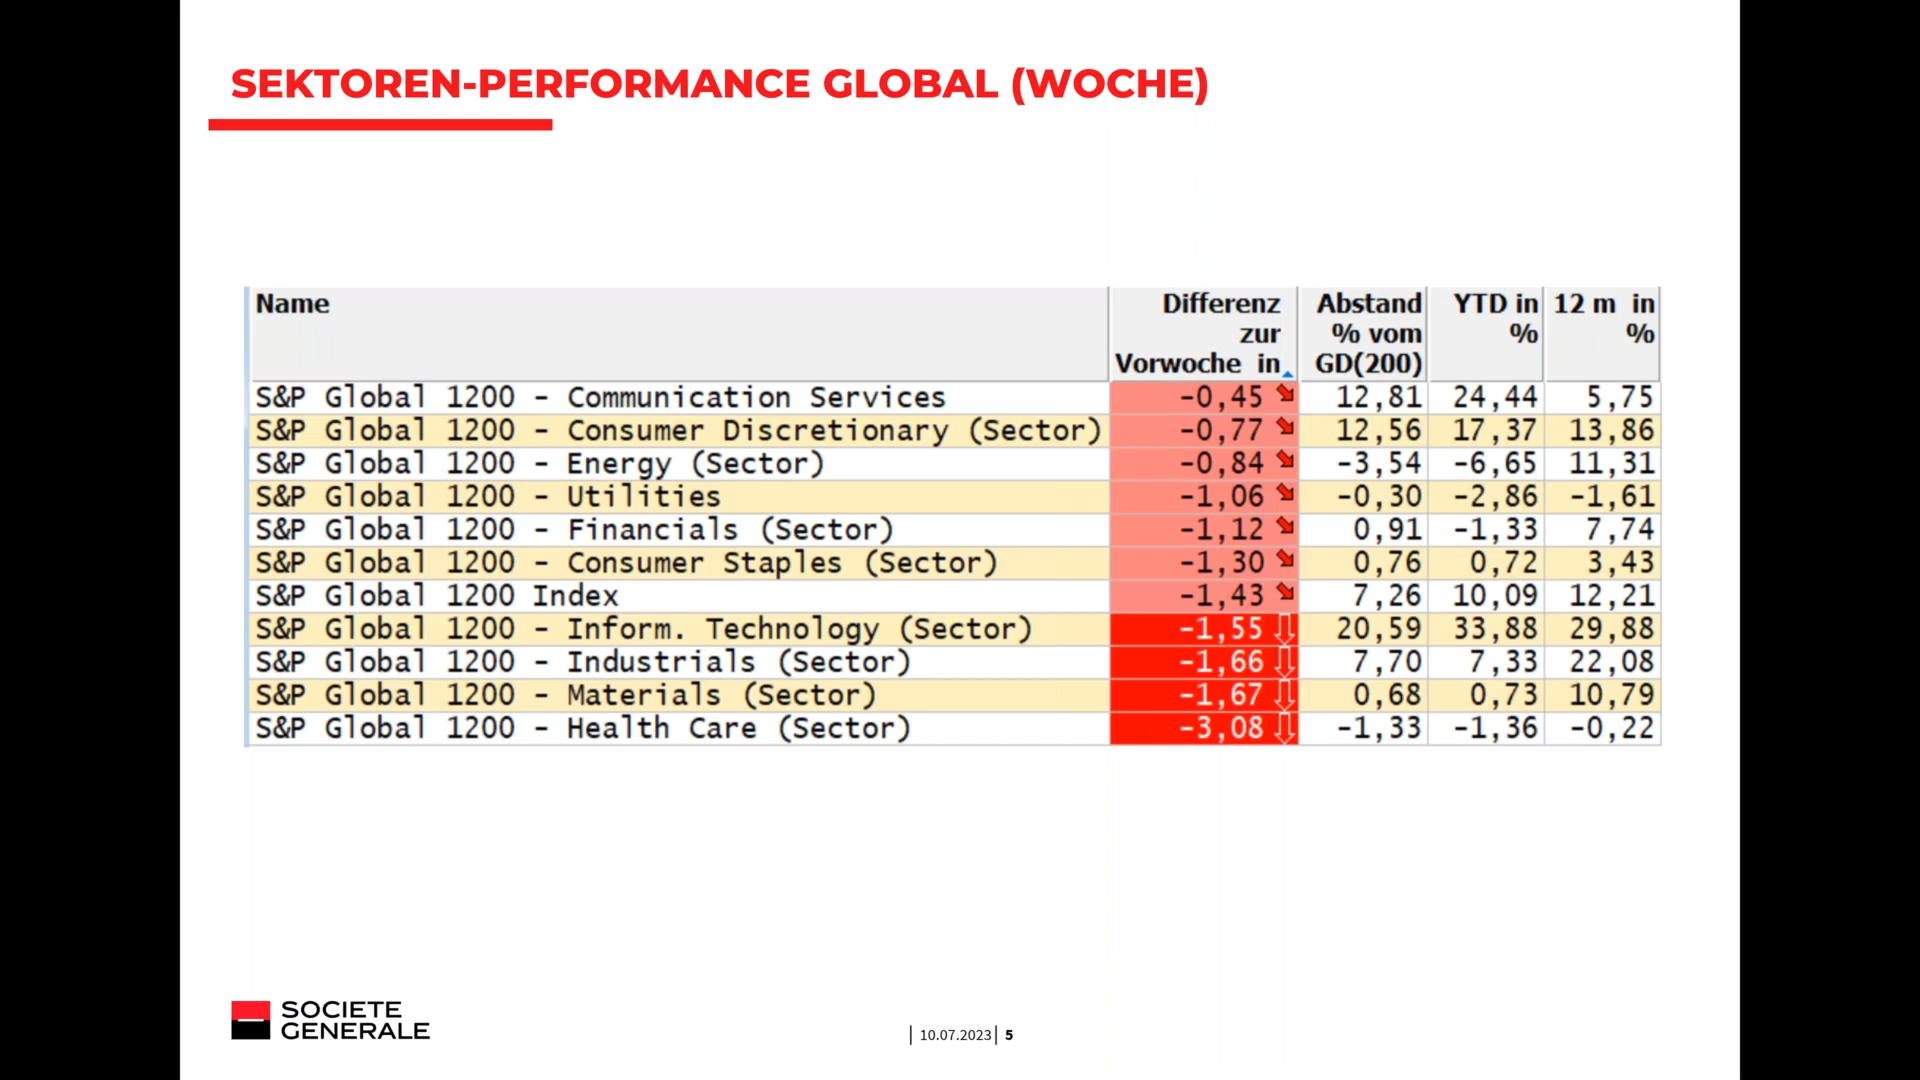 SEKTOREN-PERFORMANCE GLOBAL (WOCHE)
Name Differenz zur Vorwoche in Abstand % vom GD(200) YTD in % 12 m in %
S&P Global 1200 - Communication Services -0,45 12,81 24,44 5,75
S&P Global 1200 - Consumer Discretionary (Sector) -0,77 12,56 17,37 13,86
S&P Global 1200 - Energy (Sector) -0,84 -3,54 -6,65 11,31
S&P Global 1200 - Utilities -1,06 -0,30 -2,86 -1,61
S&P Global 1200 - Financials (Sector) -1,12 0,91 -1,33 7,74
S&P Global 1200 - Consumer Staples (Sector) -1,30 0,76 0,72 3,43
S&P Global 1200 Index -1,43 7,26 10,09 12,21
S&P Global 1200 - Inform. Technology (Sector) -1,55 20,59 33,88 29,88
S&P Global 1200 - Industrials (Sector) -1,66 7,70 7,33 22,08
S&P Global 1200 - Materials (Sector) -1,67 0,68 0,73 10,79
S&P Global 1200 - Health Care (Sector) -3,08 -1,33 -1,36 -0,22
SOCIETE
GENERALE
| 10.07.2023 | 5